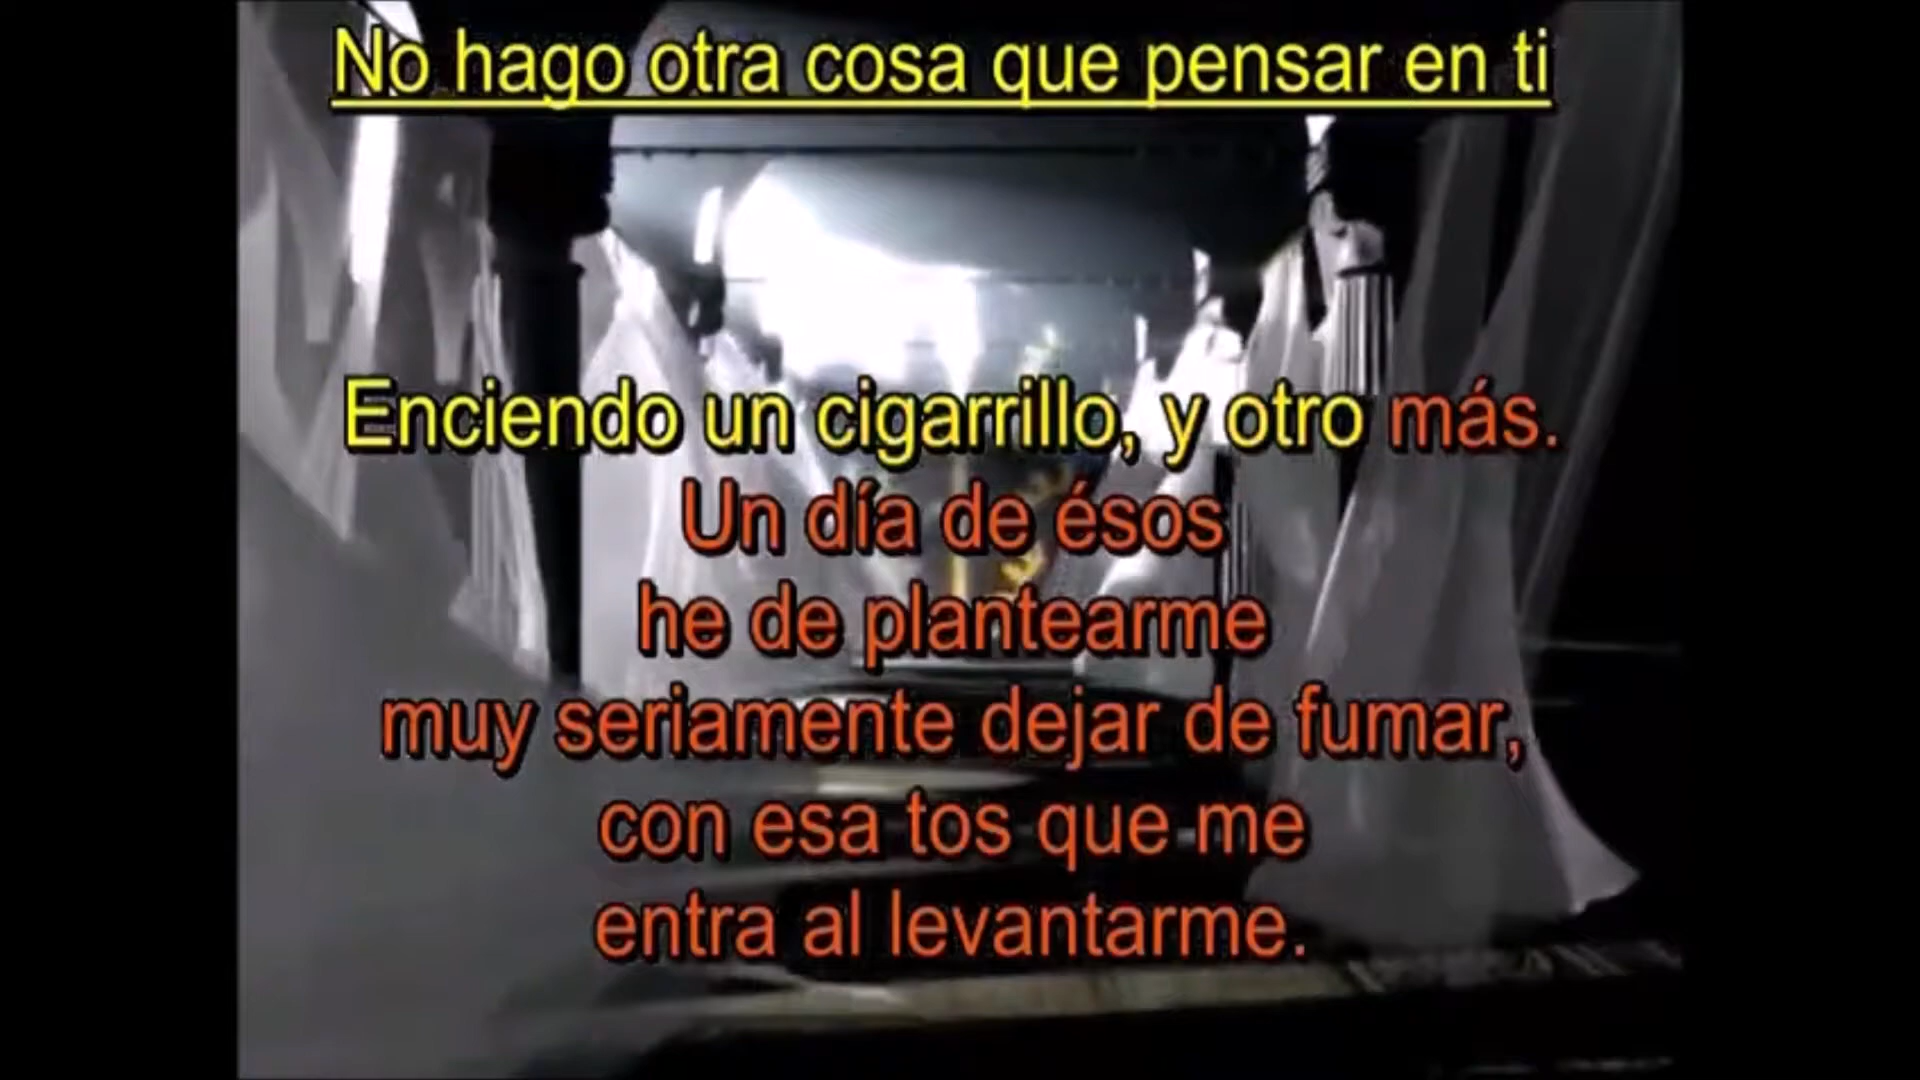 No hago otra cosa que pensar en ti
Enciendo un cigarrillo, y otro más.
Un día de ésos
he de plantearme
muy seriamente dejar de fumar,
con esa tos que me
entra al levantarme.